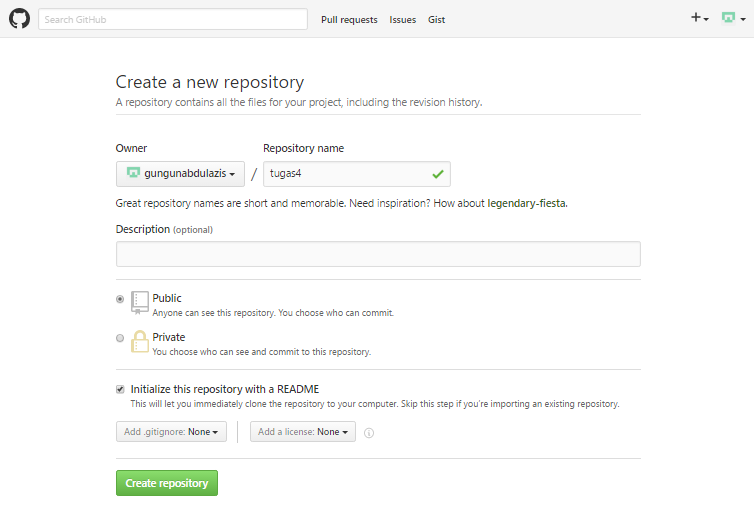 Search GitHub Pull requests Issues Gist
Create a new repository
A repository contains all the files for your project, including the revision history.
Owner Repository name
gungunabdulazis / tugas4
Great repository names are short and memorable. Need inspiration? How about legendary-fiesta.
Description (optional)
Public
Anyone can see this repository. You choose who can commit.
Private
You choose who can see and commit to this repository.
Initialize this repository with a README
This will let you immediately clone the repository to your computer. Skip this step if you're importing an existing repository.
Add .gitignore: None Add a license: None
Create repository